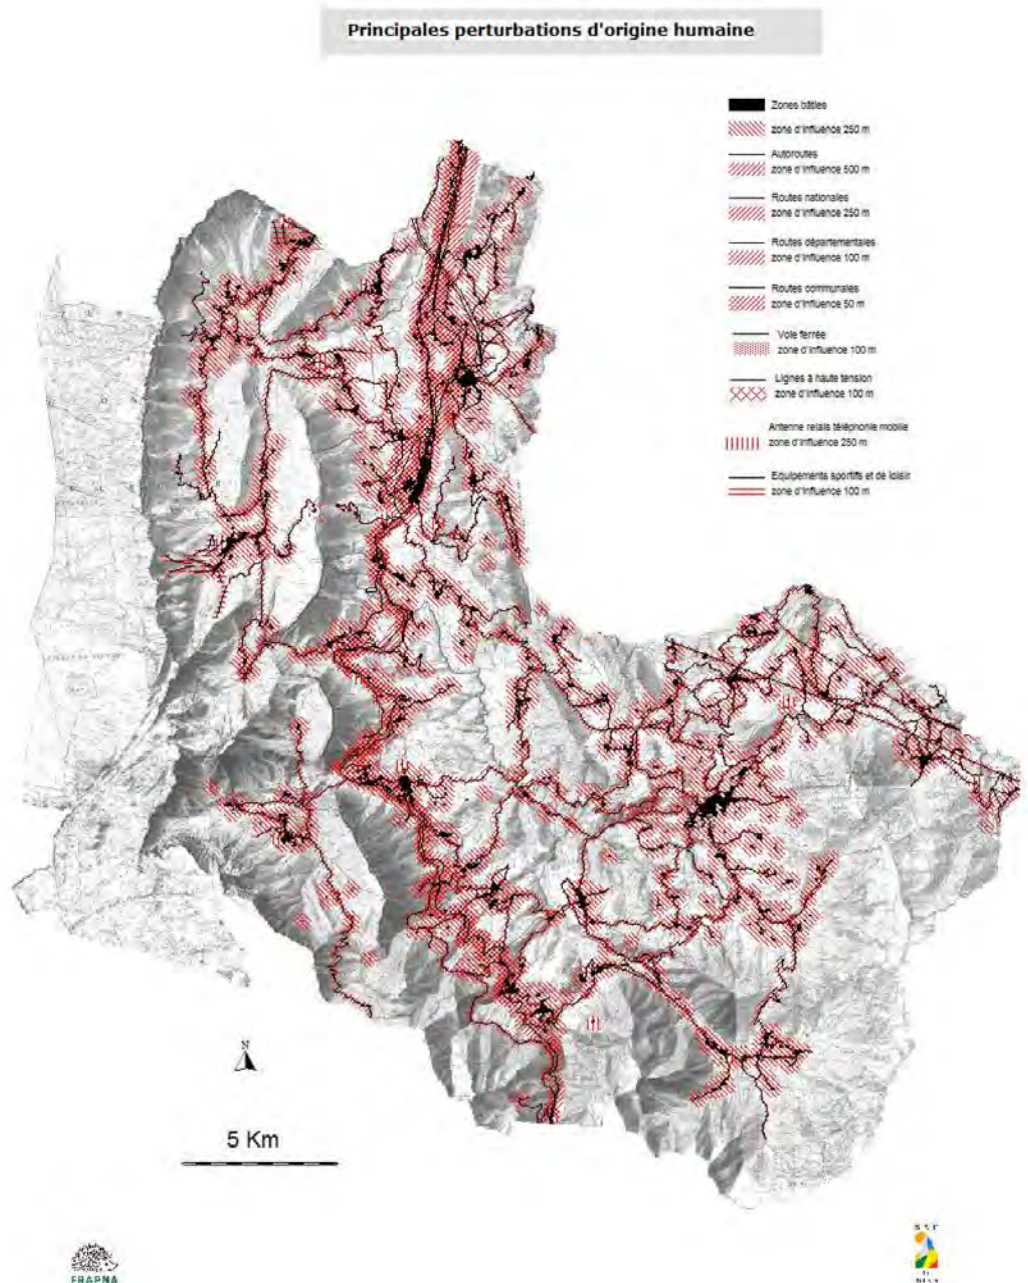 Principales perturbations d'origine humaine
Zones bâties
zone d'influence 250 m
Autoroutes
zone d'influence 500 m
Routes nationales
zone d'influence 250 m
Routes départementales
zone d'influence 100 m
Routes communales
zone d'influence 50 m
Voie ferrée
zone d'influence 100 m
Lignes à haute tension
zone d'influence 100 m
Antenne relais téléphonie mobile
zone d'influence 250 m
Equipements sportifs et de loisir
zone d'influence 100 m
N
5 Km
FRAPNA